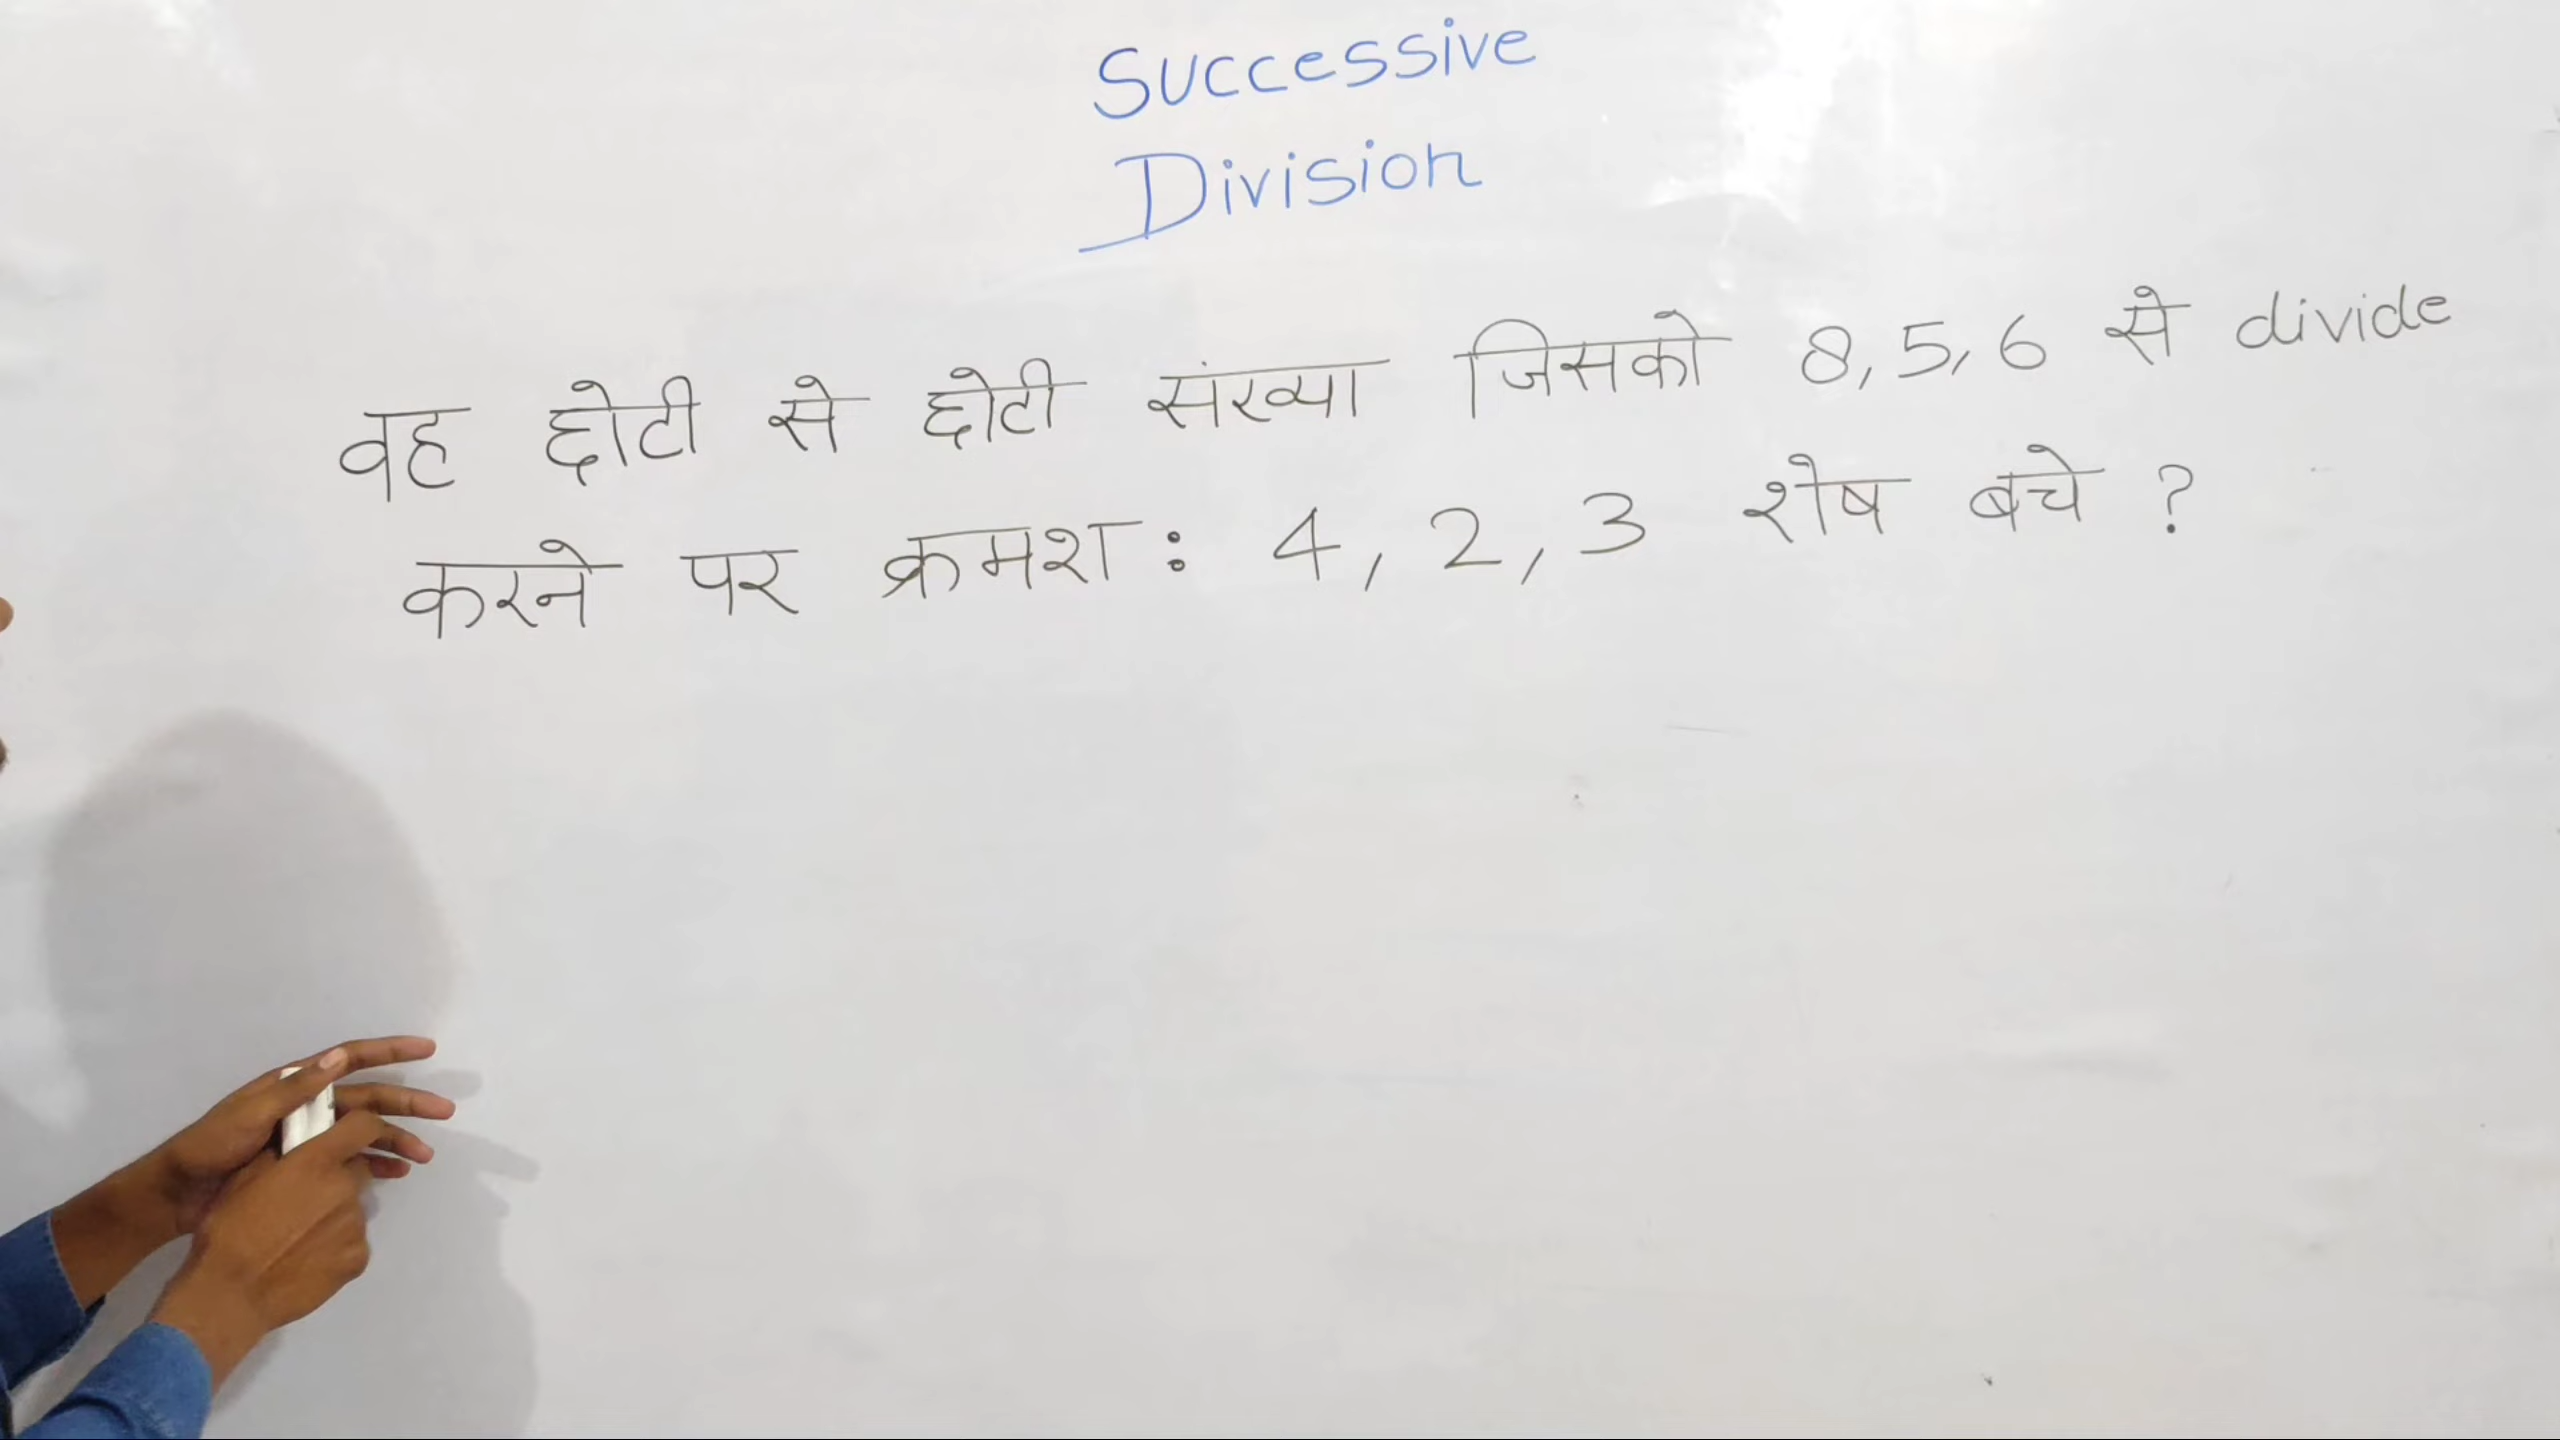 Successive
Division
वह छोटी से छोटी संख्या जिसको 8, 5, 6 से divide
करने पर क्रमश: 4, 2, 3 शेष बचे ?